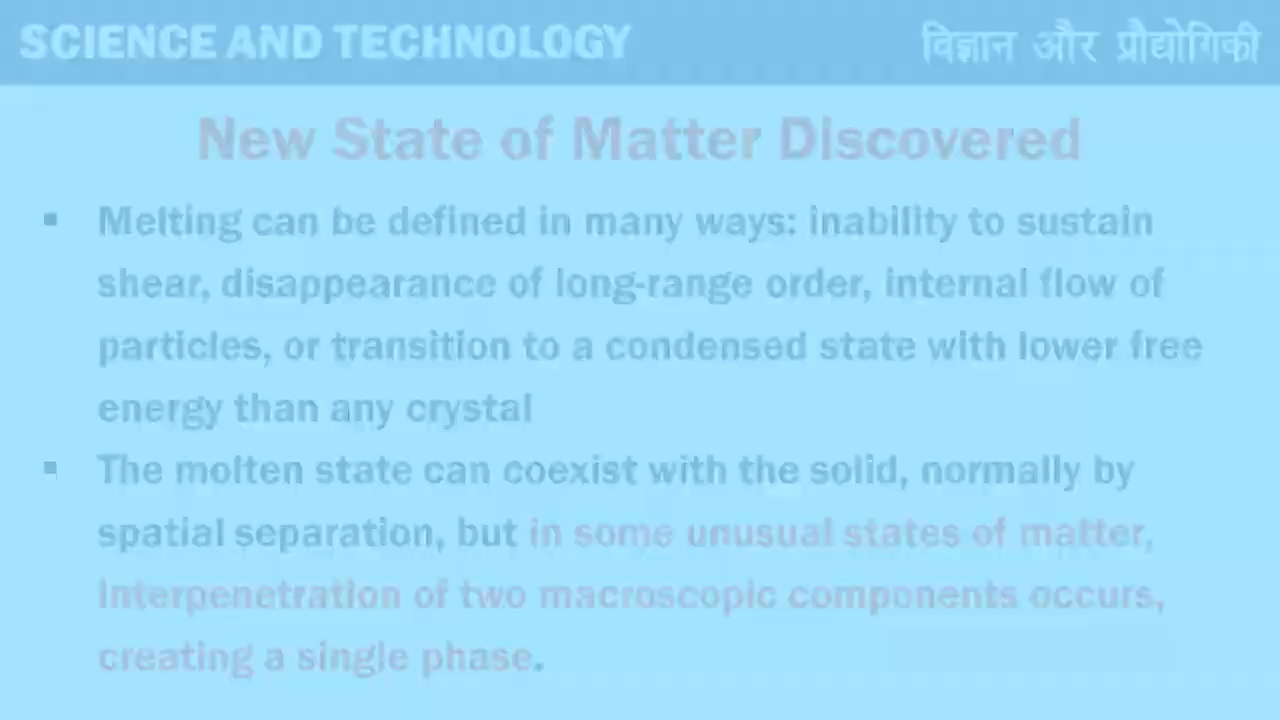 SCIENCE AND TECHNOLOGY विज्ञान और प्रौद्योगिकी
New State of Matter Discovered
▪ Melting can be defined in many ways: inability to sustain
shear, disappearance of long-range order, internal flow of
particles, or transition to a condensed state with lower free
energy than any crystal
▪ The molten state can coexist with the solid, normally by
spatial separation, but in some unusual states of matter,
interpenetration of two macroscopic components occurs,
creating a single phase.